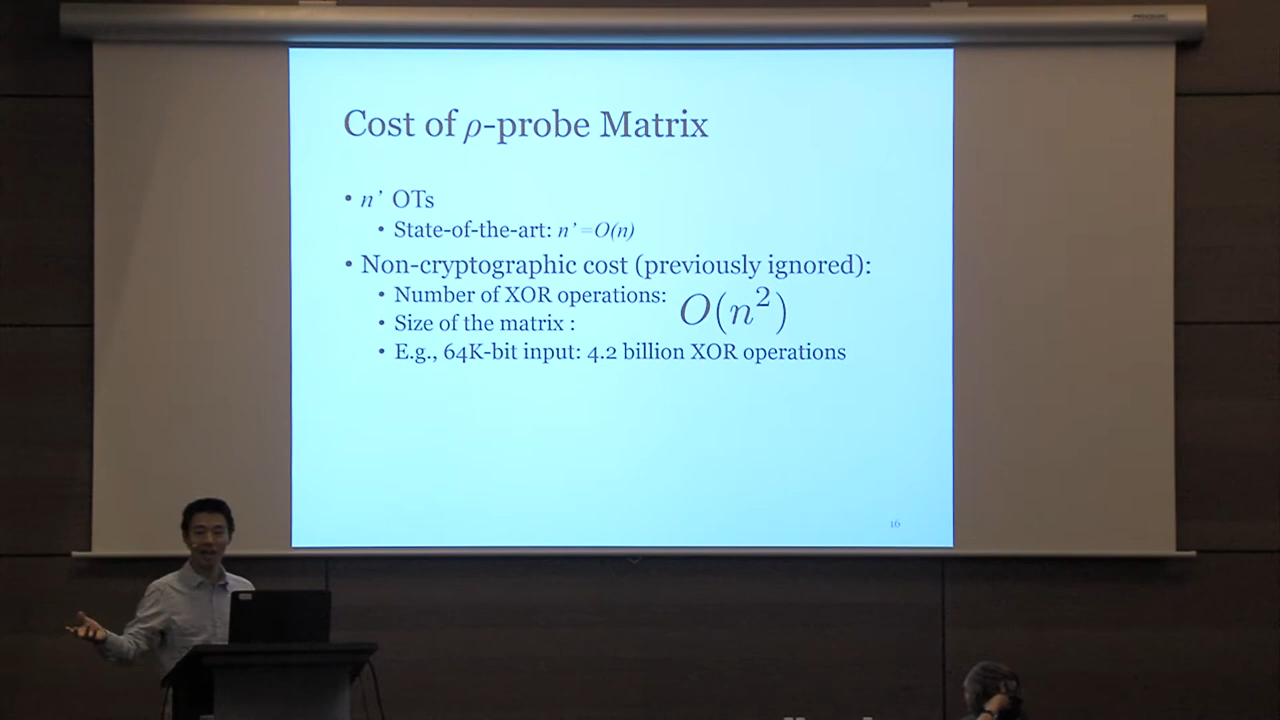 Cost of ρ-probe Matrix
• n’ OTs
• State-of-the-art: n’=O(n)
• Non-cryptographic cost (previously ignored):
• Number of XOR operations:
O(n²)
• Size of the matrix :
• E.g., 64K-bit input: 4.2 billion XOR operations
16